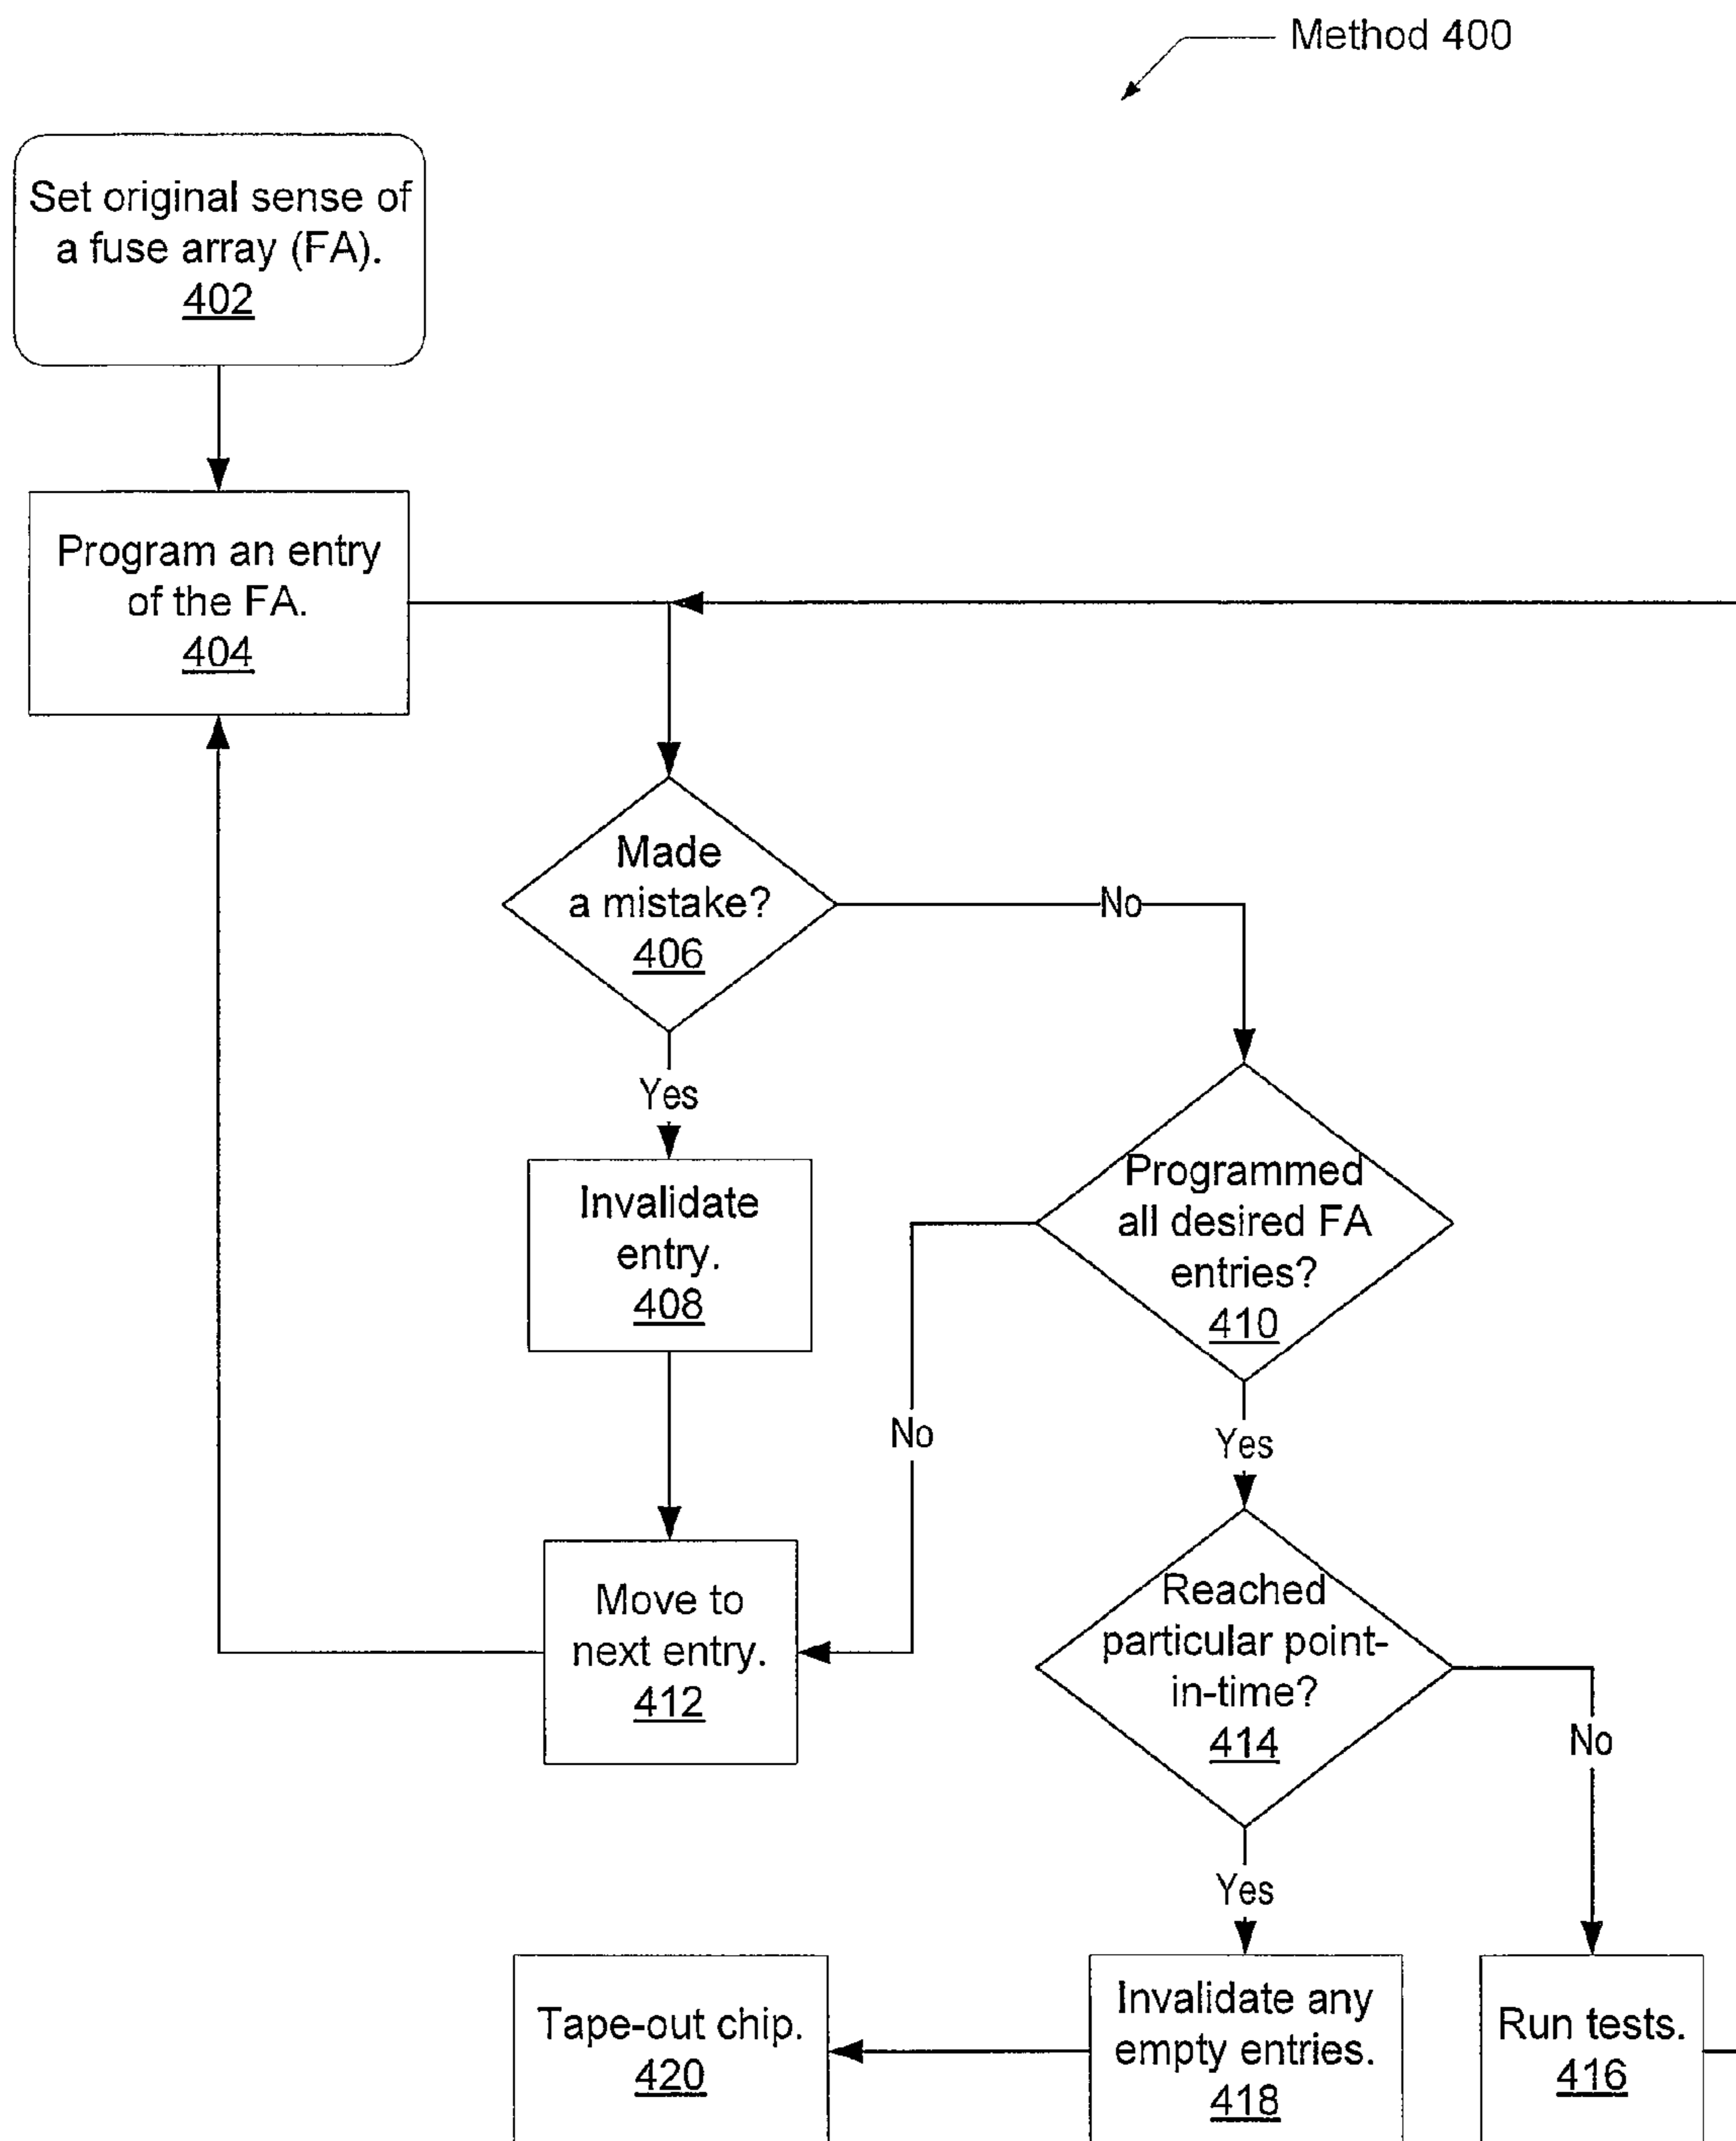 Method 400
Set original sense of
a fuse array (FA).
402
Program an entry
of the FA.
404
Made
a mistake?
406
No
Yes
Invalidate
entry.
408
Programmed
all desired FA
entries?
410
No
Yes
Move to
next entry.
412
Reached
particular point-
in-time?
414
No
Yes
Tape-out chip.
420
Invalidate any
empty entries.
418
Run tests.
416